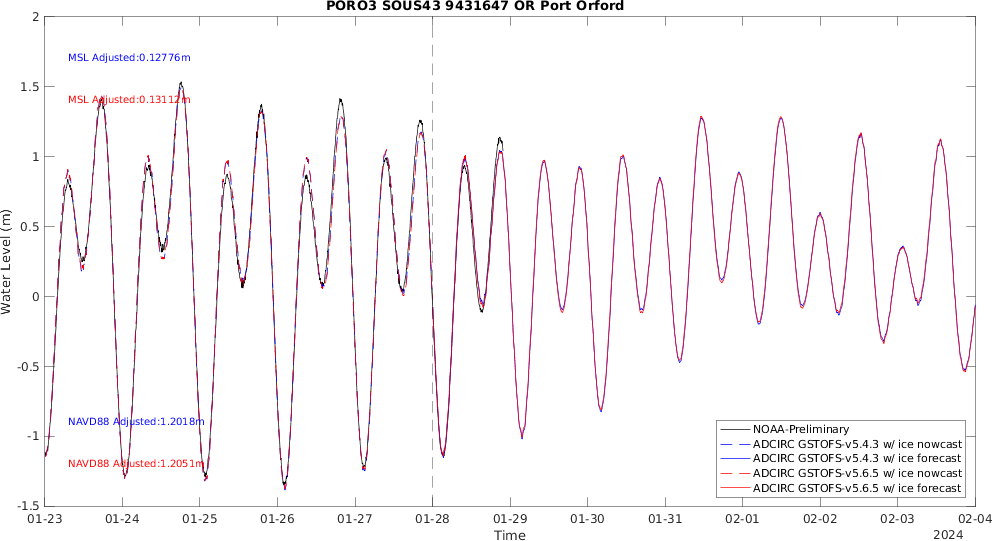 PORO3 SOUS43 9431647 OR Port Orford
2
1.5
1
0.5
0
-0.5
-1
-1.5
Water Level (m)
MSL Adjusted:0.12776m
MSL Adjusted:0.13112m
NAVD88 Adjusted:1.2018m
NAVD88 Adjusted:1.2051m
NOAA-Preliminary
ADCIRC GSTOFS-v5.4.3 w/ ice nowcast
ADCIRC GSTOFS-v5.4.3 w/ ice forecast
ADCIRC GSTOFS-v5.6.5 w/ ice nowcast
ADCIRC GSTOFS-v5.6.5 w/ ice forecast
01-23 01-24 01-25 01-26 01-27 01-28 01-29 01-30 01-31 02-01 02-02 02-03 02-04
Time
2024